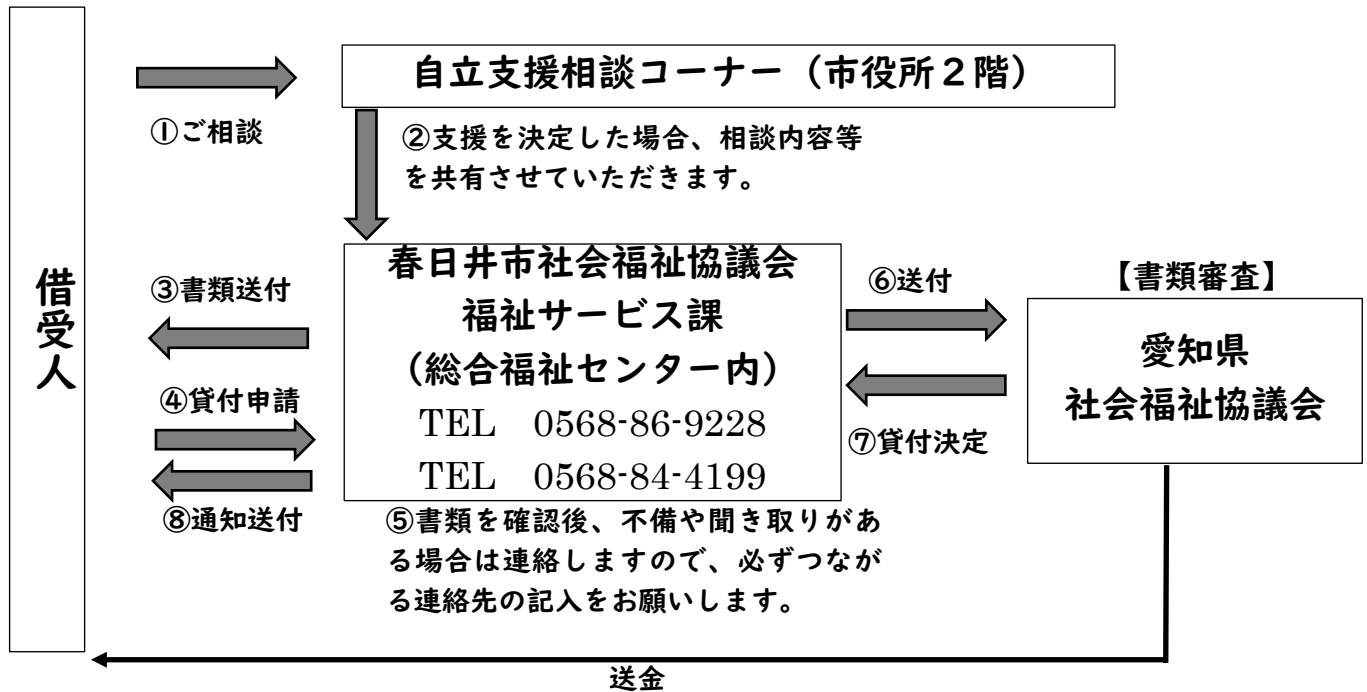 自立支援相談コーナー（市役所２階）
①ご相談
②支援を決定した場合、相談内容等
を共有させていただきます。
借受人
③書類送付
④貸付申請
⑧通知送付
春日井市社会福祉協議会
福祉サービス課
（総合福祉センター内）
TEL　0568-86-9228
TEL　0568-84-4199
⑤書類を確認後、不備や聞き取りがあ
る場合は連絡しますので、必ずつなが
る連絡先の記入をお願いします。
⑥送付
⑦貸付決定
【書類審査】
愛知県
社会福祉協議会
送金